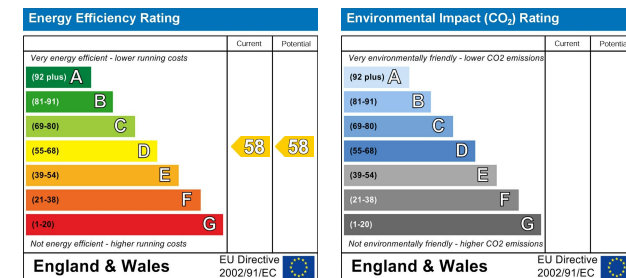 Energy Efficiency Rating
Current Potential
Very energy efficient - lower running costs
(92 plus) A
(81-91) B
(69-80) C
(55-68) D 58 58
(39-54) E
(21-38) F
(1-20) G
Not energy efficient - higher running costs
England & Wales
EU Directive
2002/91/EC
Environmental Impact (CO₂) Rating
Current Potential
Very environmentally friendly - lower CO2 emissions
(92 plus) A
(81-91) B
(69-80) C
(55-68) D
(39-54) E
(21-38) F
(1-20) G
Not environmentally friendly - higher CO2 emissions
England & Wales
EU Directive
2002/91/EC